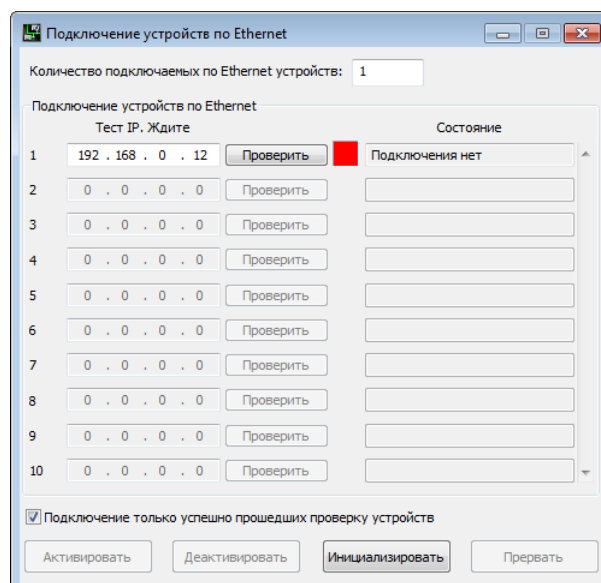 Подключение устройств по Ethernet
Количество подключаемых по Ethernet устройств: 1
Подключение устройств по Ethernet
Тест IP. Ждите Состояние
1 192 . 168 . 0 . 12 Проверить Подключения нет
2 0 . 0 . 0 . 0 Проверить
3 0 . 0 . 0 . 0 Проверить
4 0 . 0 . 0 . 0 Проверить
5 0 . 0 . 0 . 0 Проверить
6 0 . 0 . 0 . 0 Проверить
7 0 . 0 . 0 . 0 Проверить
8 0 . 0 . 0 . 0 Проверить
9 0 . 0 . 0 . 0 Проверить
10 0 . 0 . 0 . 0 Проверить
Подключение только успешно прошедших проверку устройств
Активировать Деактивировать Инициализировать Прервать